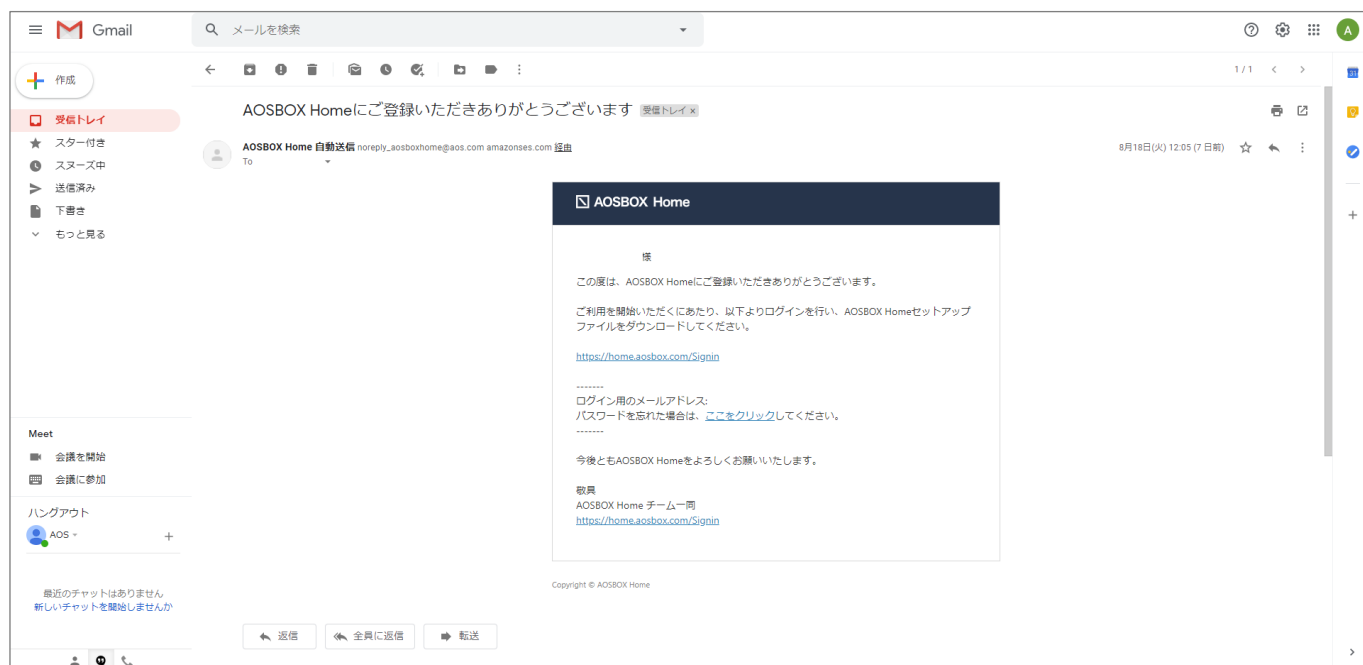 Gmail
メールを検索
A
作成
1 / 1
31
受信トレイ
スター付き
スヌーズ中
送信済み
下書き
もっと見る
AOSBOX Homeにご登録いただきありがとうございます 受信トレイ ×
AOSBOX Home 自動送信 noreply_aosboxhome@aos.com amazonses.com 経由
8月18日(火) 12:05 (7 日前)
To
AOSBOX Home
様
この度は、AOSBOX Homeにご登録いただきありがとうございます。
ご利用を開始いただくにあたり、以下よりログインを行い、AOSBOX Homeセットアップ
ファイルをダウンロードしてください。
https://home.aosbox.com/Signin
-------
ログイン用のメールアドレス:
パスワードを忘れた場合は、ここをクリックしてください。
-------
今後ともAOSBOX Homeをよろしくお願いいたします。
敬具
AOSBOX Home チーム一同
https://home.aosbox.com/Signin
Copyright © AOSBOX Home
返信
全員に返信
転送
Meet
会議を開始
会議に参加
ハングアウト
AOS
最近のチャットはありません
新しいチャットを開始しませんか